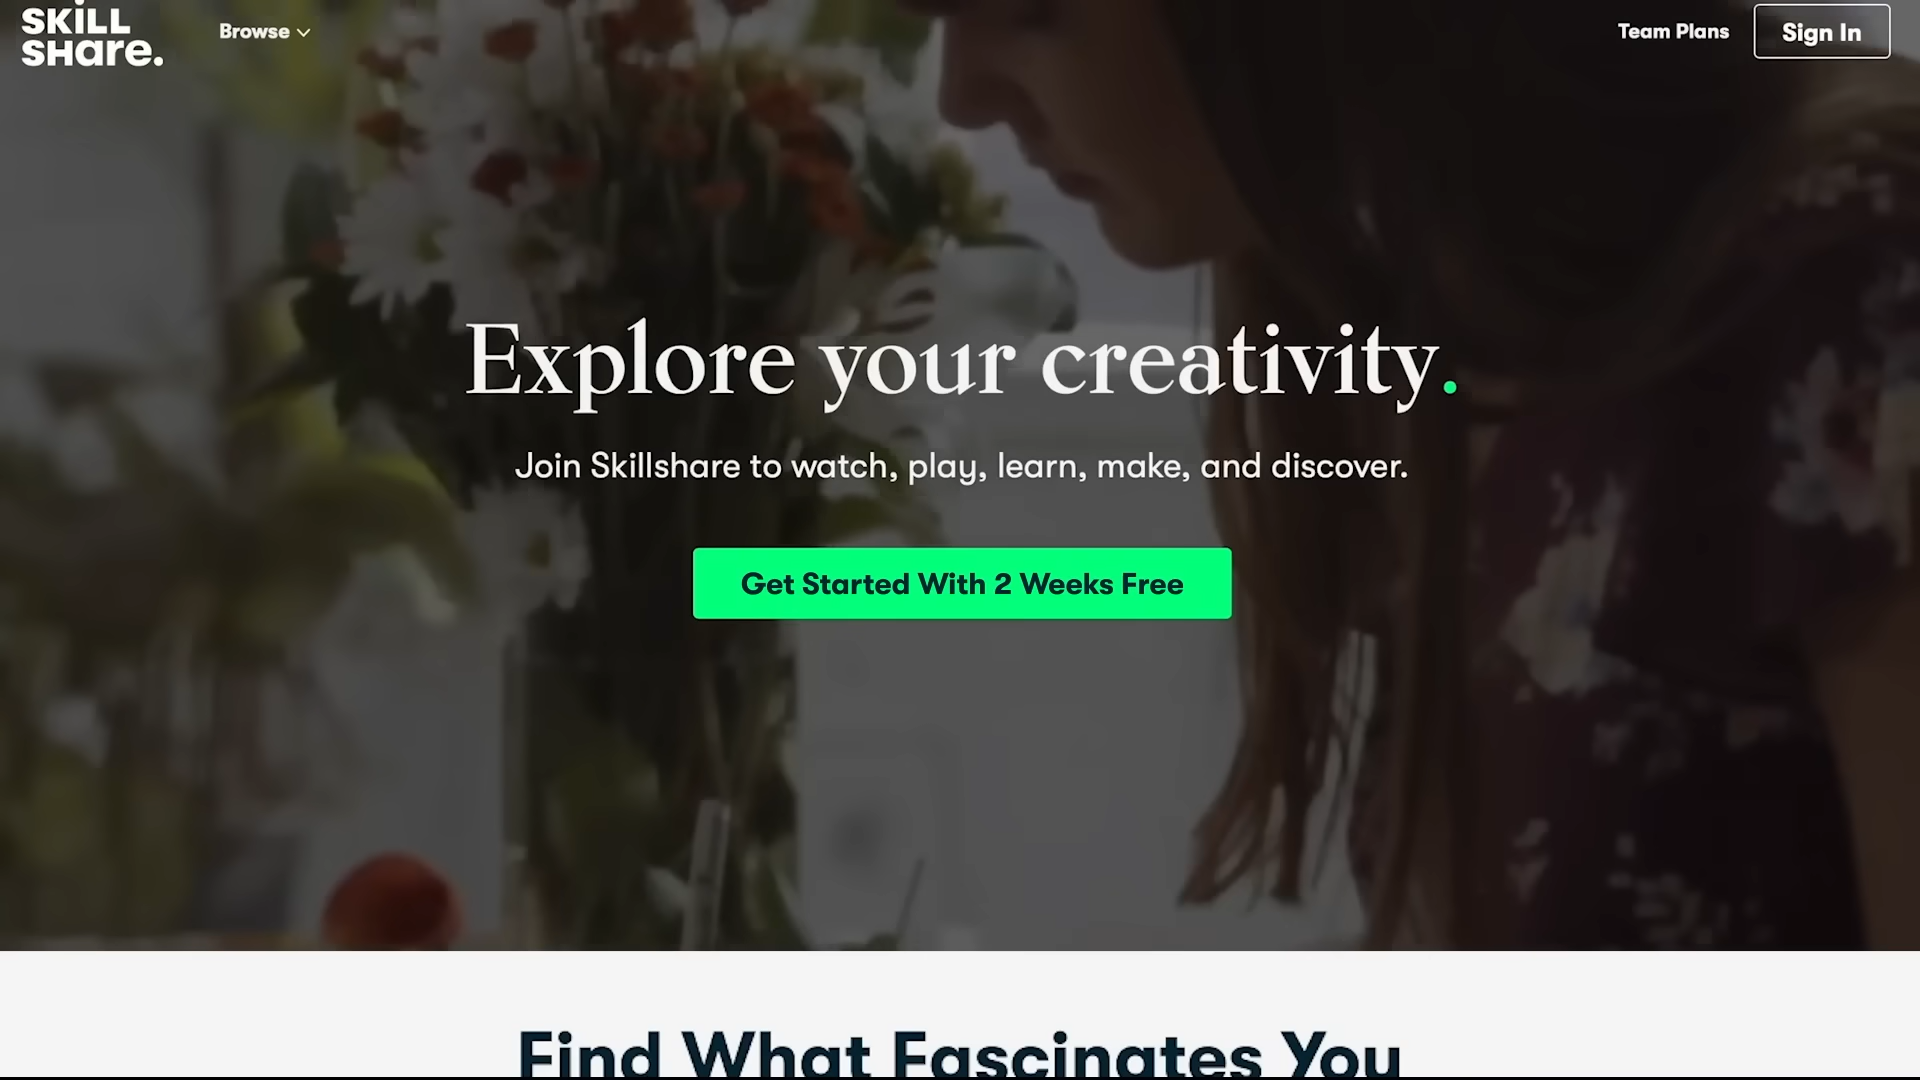 SKiLL
SHare.
Browse
Team Plans
Sign In
Explore your creativity.
Join Skillshare to watch, play, learn, make, and discover.
Get Started With 2 Weeks Free
Find What Fascinates You